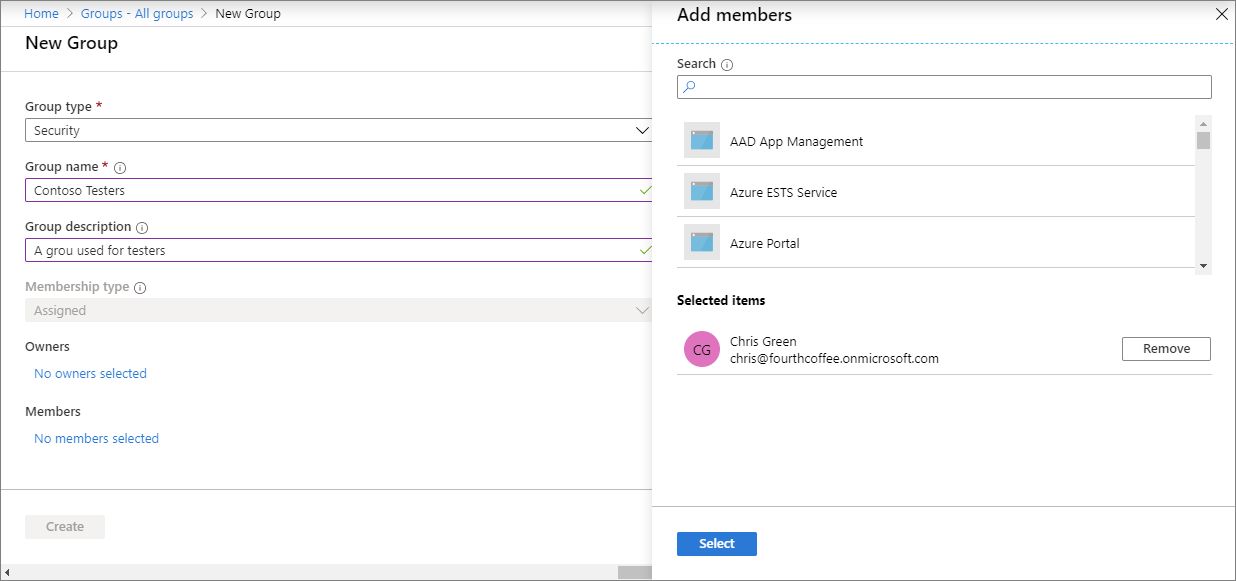 Home > Groups - All groups > New Group
New Group
Group type *
Security
Group name *
Contoso Testers
Group description
A grou used for testers
Membership type
Assigned
Owners
No owners selected
Members
No members selected
Create
Add members
Search
AAD App Management
Azure ESTS Service
Azure Portal
Selected items
CG
Chris Green
chris@fourthcoffee.onmicrosoft.com
Remove
Select